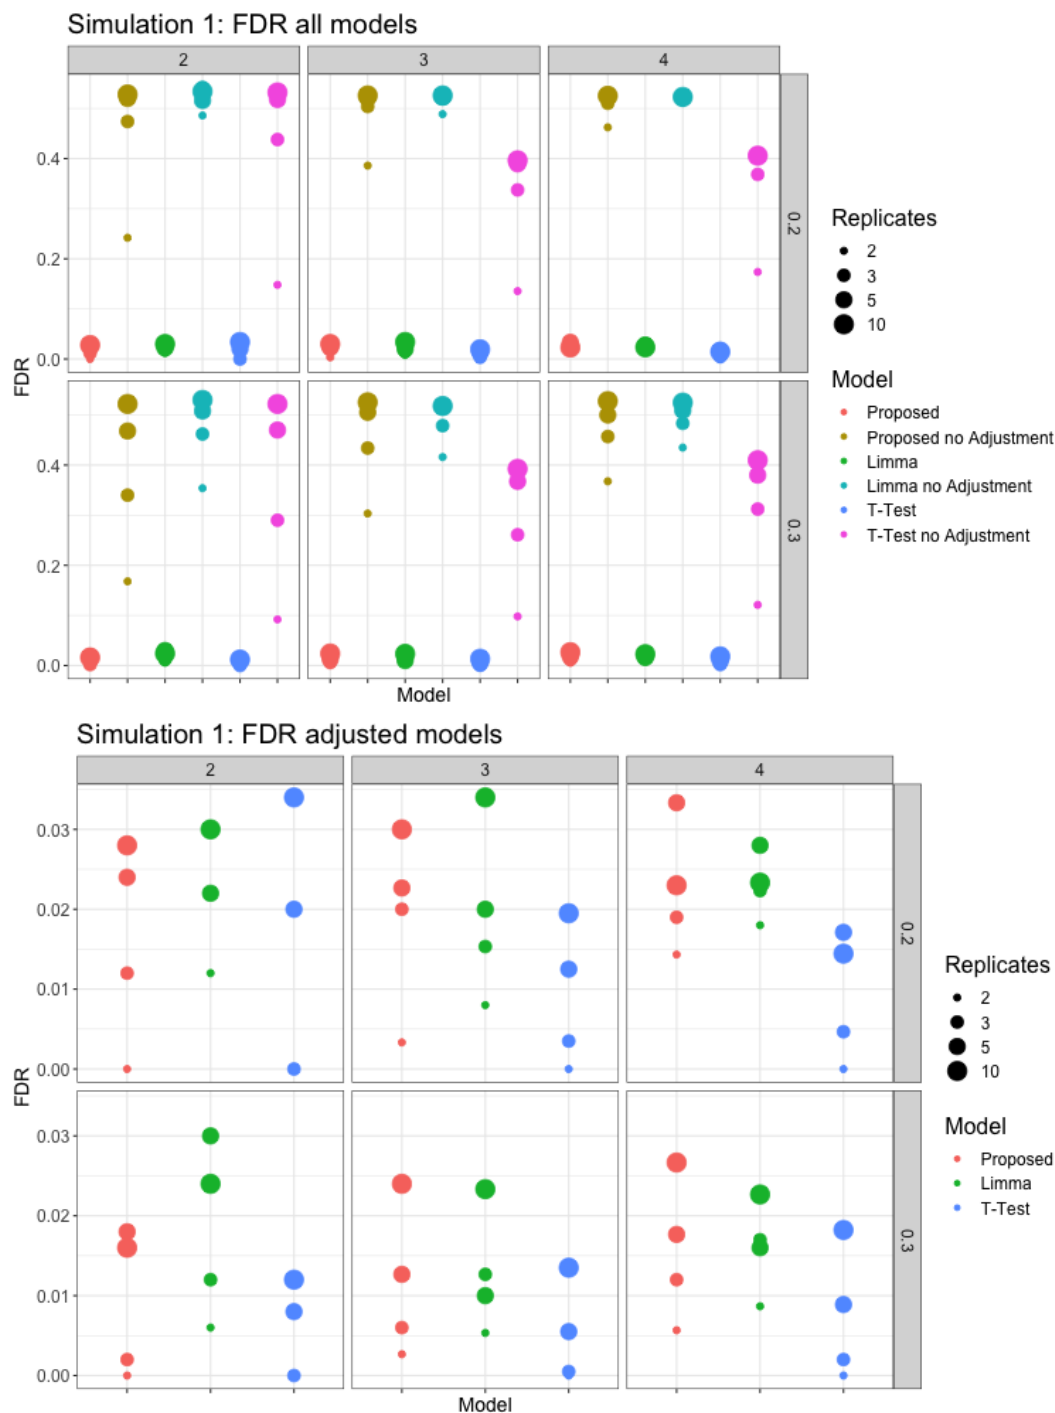 Simulation 1: FDR all models
2 3 4
0.4
0.2
0.0
0.2
0.4
0.2
0.0
0.3
FDR
Model
Replicates
2
3
5
10
Model
Proposed
Proposed no Adjustment
Limma
Limma no Adjustment
T-Test
T-Test no Adjustment
Simulation 1: FDR adjusted models
2 3 4
0.03
0.02
0.01
0.00
0.2
0.03
0.02
0.01
0.00
0.3
FDR
Model
Replicates
2
3
5
10
Model
Proposed
Limma
T-Test